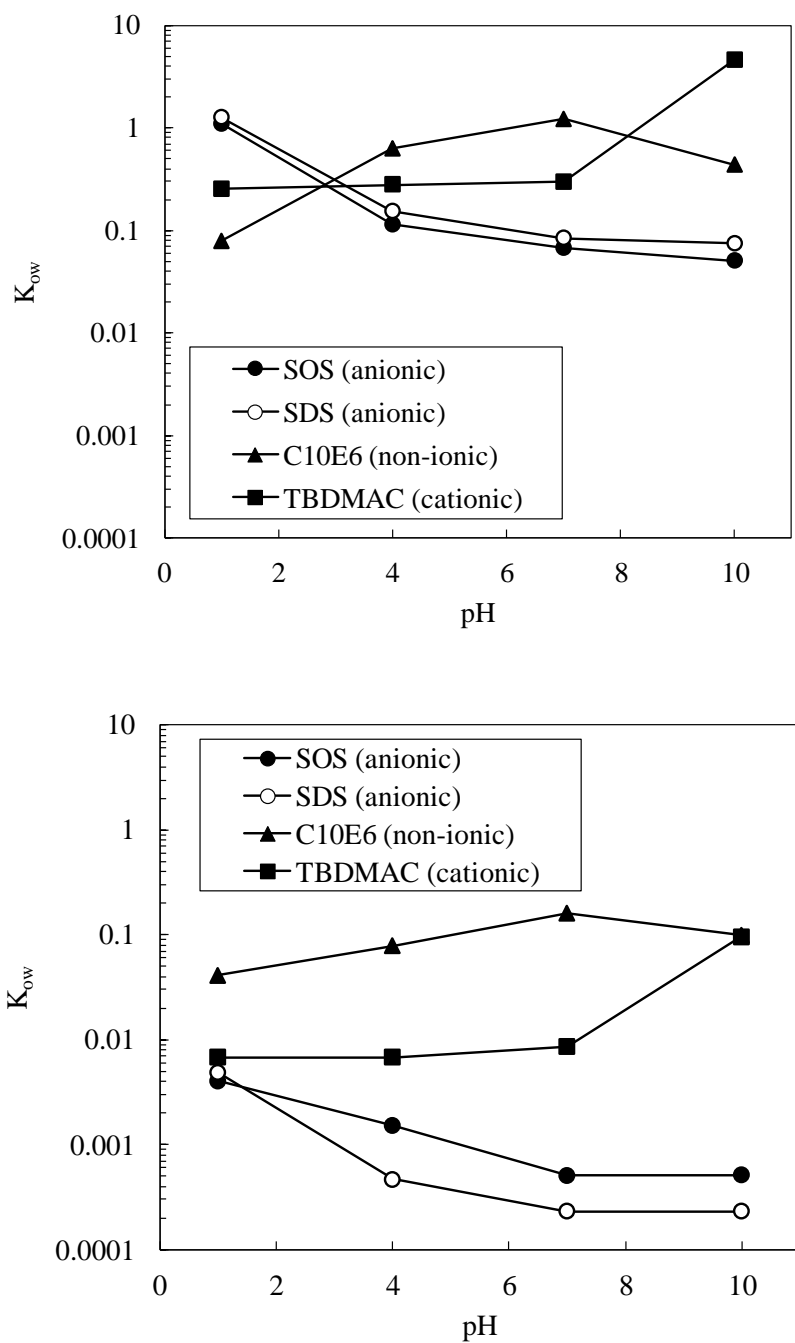 10
1
0.1
0.01
0.001
0.0001
K_ow
SOS (anionic)
SDS (anionic)
C10E6 (non-ionic)
TBDMAC (cationic)
0 2 4 6 8 10
pH
10
1
0.1
0.01
0.001
0.0001
K_ow
SOS (anionic)
SDS (anionic)
C10E6 (non-ionic)
TBDMAC (cationic)
0 2 4 6 8 10
pH